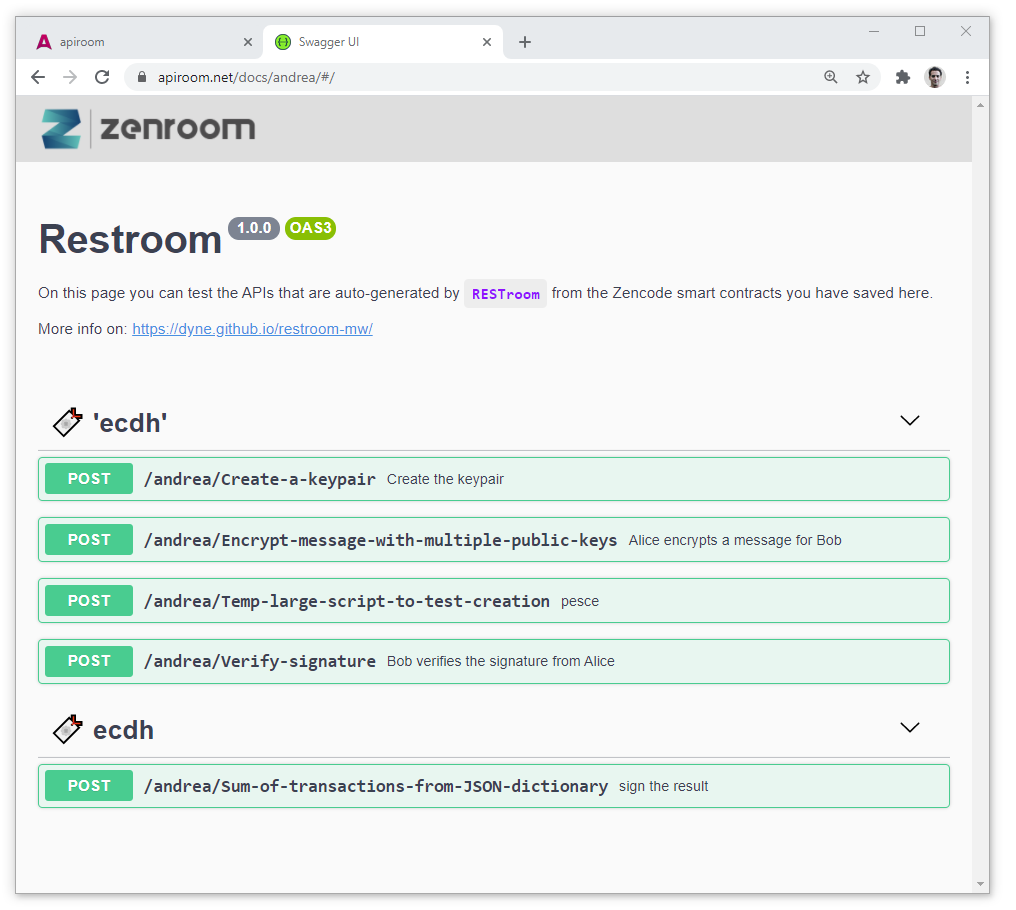 apiroom
Swagger UI
apiroom.net/docs/andrea/#/
zenroom
Restroom 1.0.0 OAS3
On this page you can test the APIs that are auto-generated by RESTroom from the Zencode smart contracts you have saved here.
More info on: https://dyne.github.io/restroom-mw/
'ecdh'
POST /andrea/Create-a-keypair Create the keypair
POST /andrea/Encrypt-message-with-multiple-public-keys Alice encrypts a message for Bob
POST /andrea/Temp-large-script-to-test-creation pesce
POST /andrea/Verify-signature Bob verifies the signature from Alice
ecdh
POST /andrea/Sum-of-transactions-from-JSON-dictionary sign the result